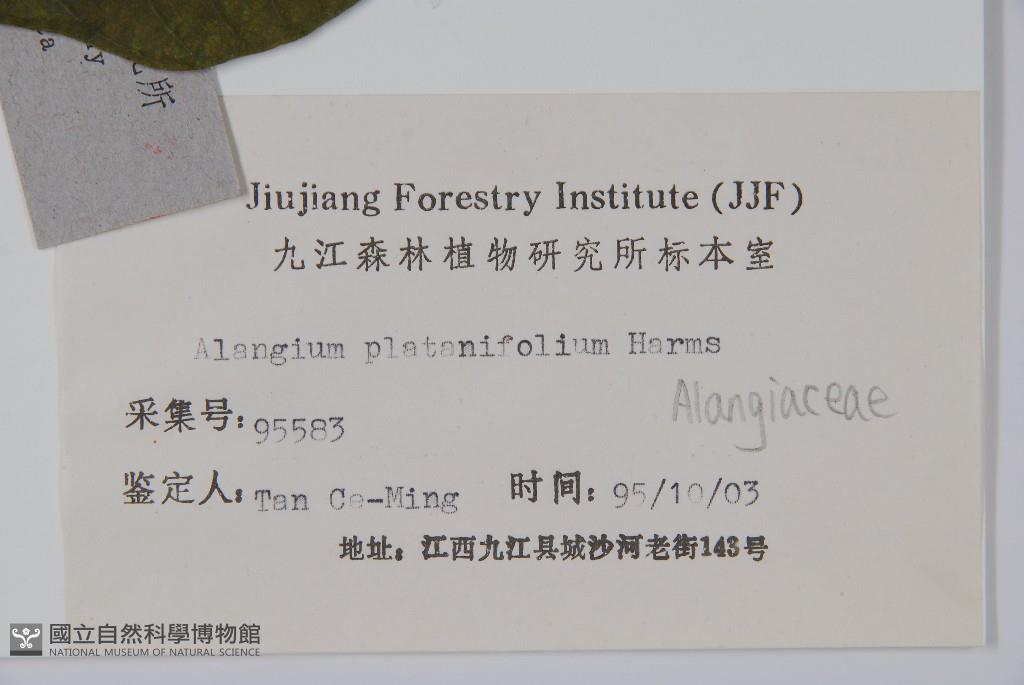 Jiujiang Forestry Institute (JJF)
九江森林植物研究所标本室
Alangium platanifolium Harms
Alangiaceae
采集号: 95583
鉴定人: Tan Ce-Ming 时间: 95/10/03
地址: 江西九江县城沙河老街143号
所
國立自然科學博物館
NATIONAL MUSEUM OF NATURAL SCIENCE